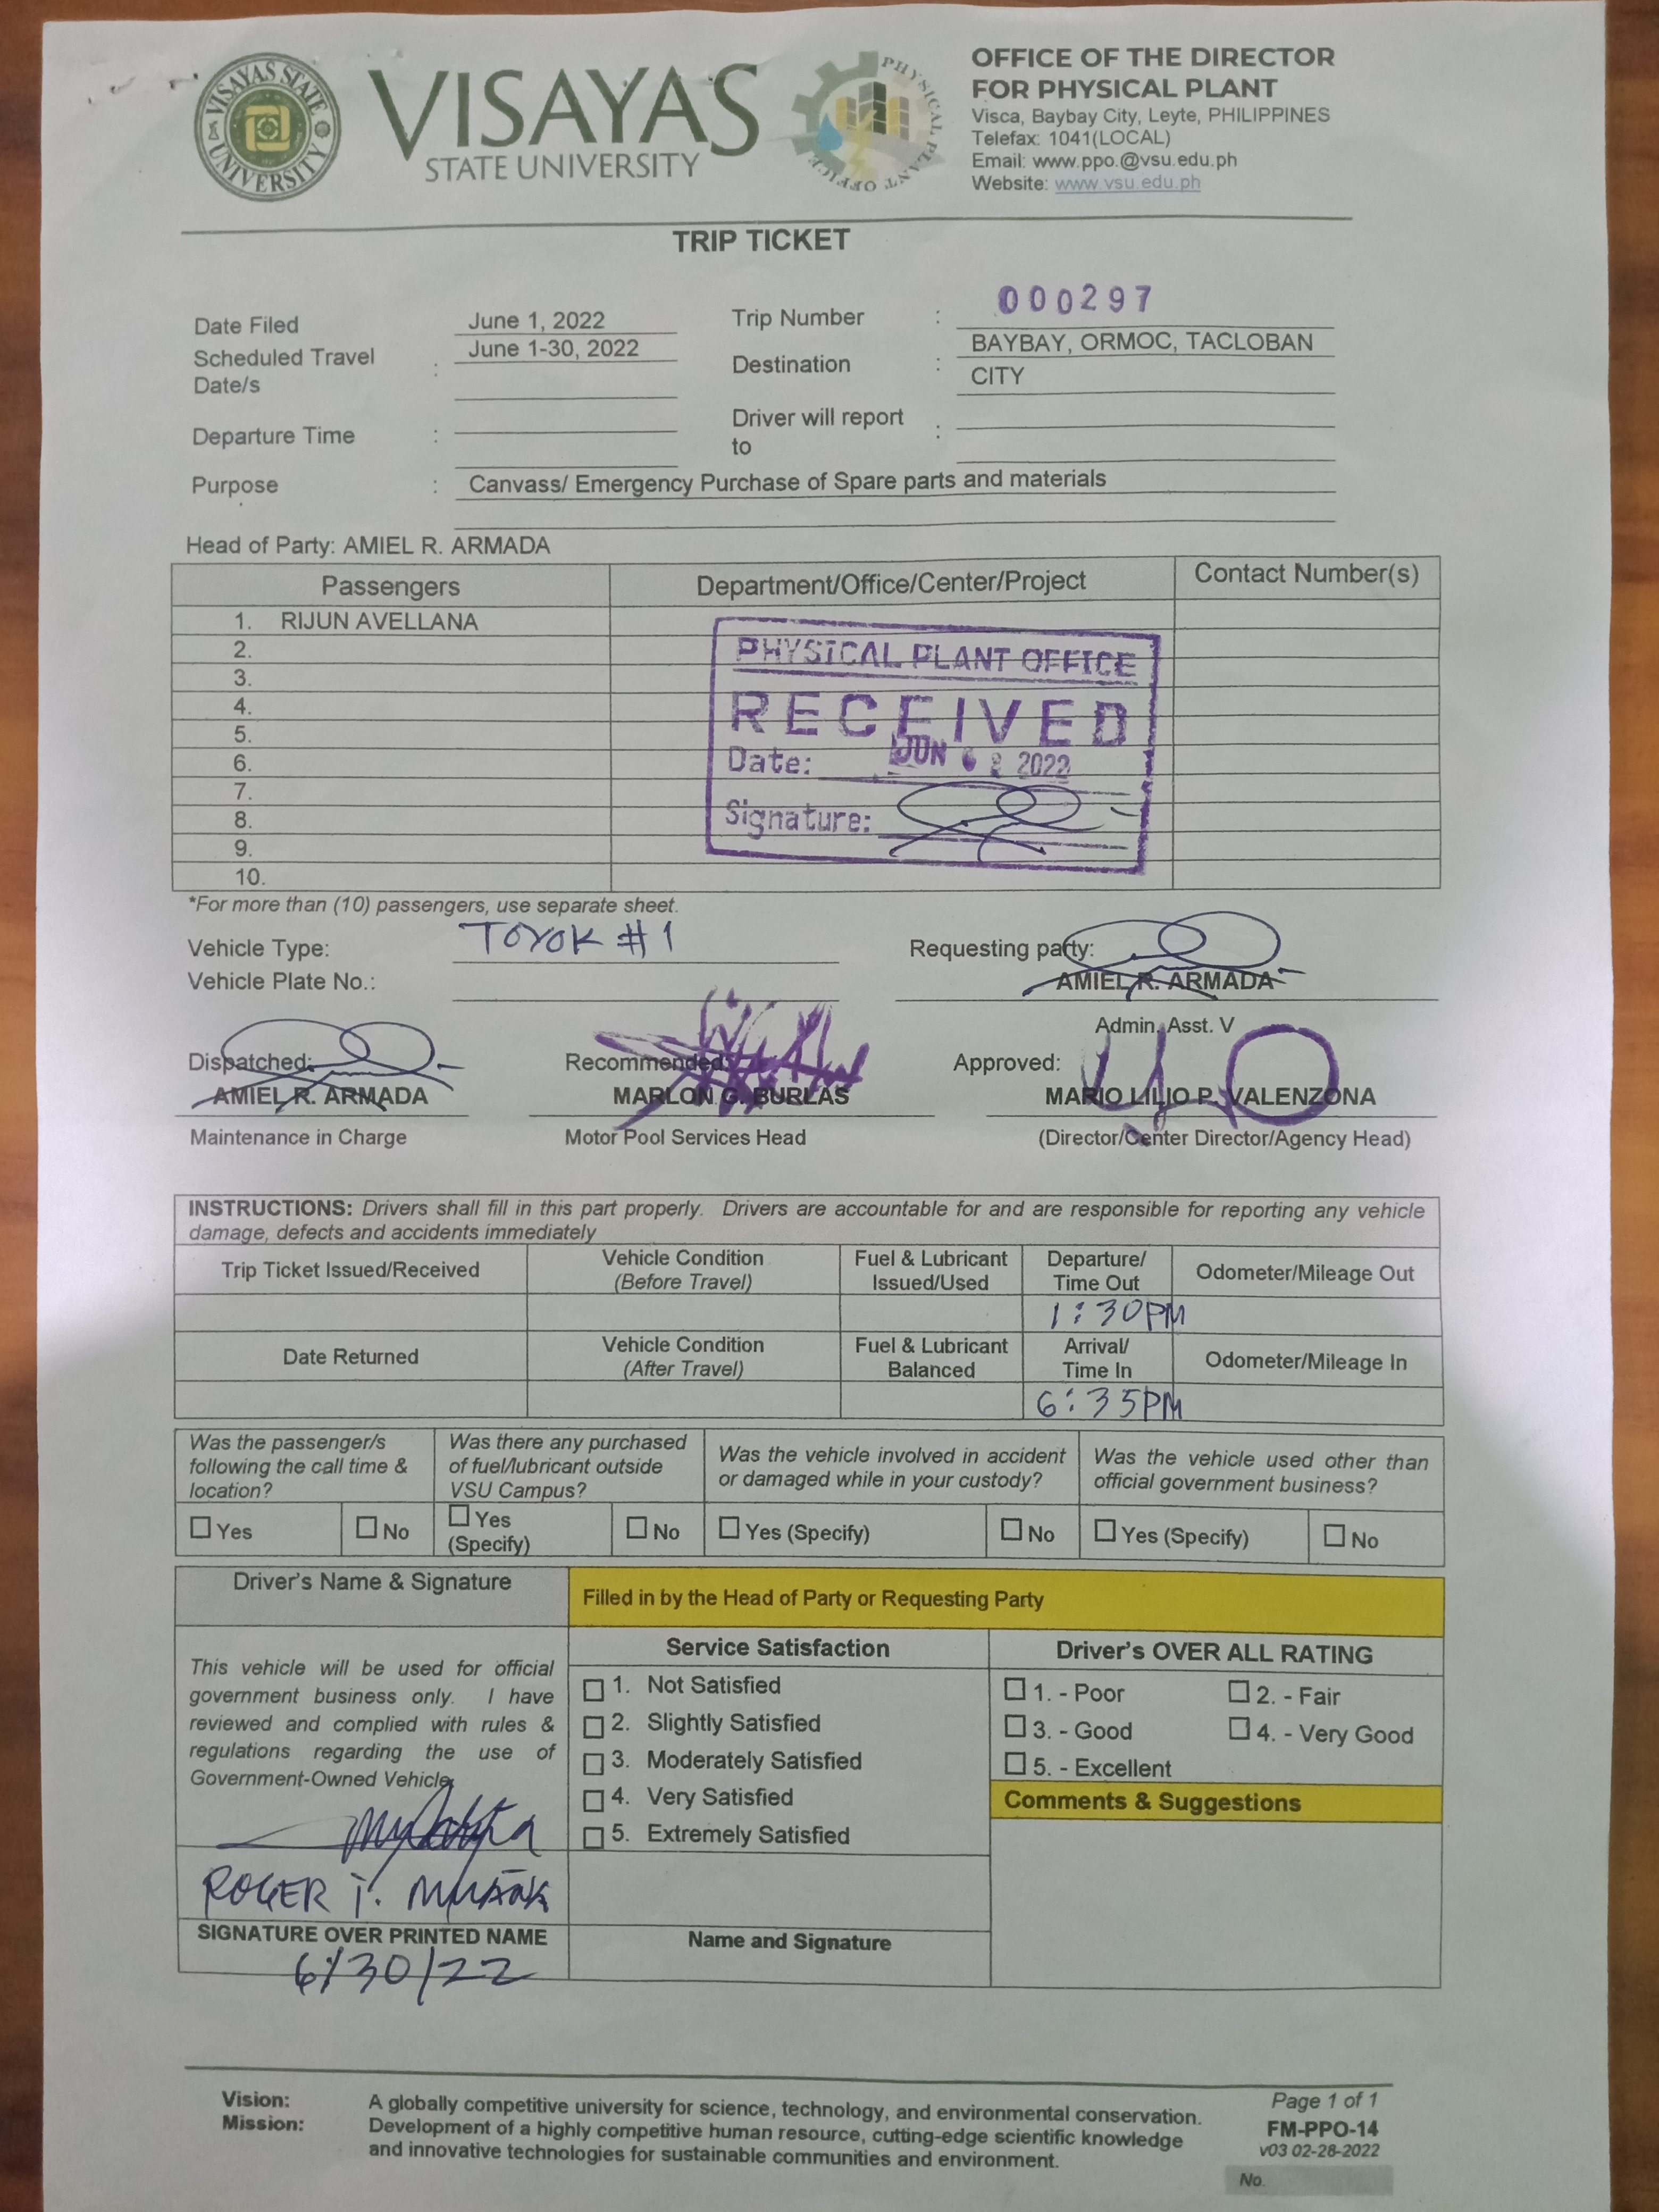 VISAYAS STATE UNIVERSITY
VISAYAS
STATE UNIVERSITY
PHYSICAL PLANT OFFICE
OFFICE OF THE DIRECTOR
FOR PHYSICAL PLANT
Visca, Baybay City, Leyte, PHILIPPINES
Telefax: 1041(LOCAL)
Email: www.ppo.@vsu.edu.ph
Website: www.vsu.edu.ph
TRIP TICKET
Date Filed June 1, 2022 Trip Number : 000297
Scheduled Travel Date/s : June 1-30, 2022 Destination : BAYBAY, ORMOC, TACLOBAN
CITY
Departure Time : Driver will report to :
Purpose : Canvass/ Emergency Purchase of Spare parts and materials
Head of Party: AMIEL R. ARMADA
Passengers Department/Office/Center/Project Contact Number(s)
1. RIJUN AVELLANA
2.
3.
4.
5.
6.
7.
8.
9.
10.
PHYSICAL PLANT OFFICE
RECEIVED
Date: JUN 2022
Signature:
*For more than (10) passengers, use separate sheet.
Vehicle Type: TOYOK #1 Requesting party:
Vehicle Plate No.: AMIEL R. ARMADA
Admin. Asst. V
Dispatched: Recommended Approved:
AMIEL R. ARMADA MARLON G. BURLAS MARIO LILIO P. VALENZONA
Maintenance in Charge Motor Pool Services Head (Director/Center Director/Agency Head)
INSTRUCTIONS: Drivers shall fill in this part properly. Drivers are accountable for and are responsible for reporting any vehicle
damage, defects and accidents immediately
Trip Ticket Issued/Received Vehicle Condition (Before Travel) Fuel & Lubricant Issued/Used Departure/ Time Out Odometer/Mileage Out
1:30PM
Date Returned Vehicle Condition (After Travel) Fuel & Lubricant Balanced Arrival/ Time In Odometer/Mileage In
6:35PM
Was the passenger/s following the call time & location? Was there any purchased of fuel/lubricant outside VSU Campus? Was the vehicle involved in accident or damaged while in your custody? Was the vehicle used other than official government business?
Yes No Yes (Specify) No Yes (Specify) No Yes (Specify) No
Driver's Name & Signature
Filled in by the Head of Party or Requesting Party
This vehicle will be used for official
government business only. I have
reviewed and complied with rules &
regulations regarding the use of
Government-Owned Vehicle
ROGER T.
SIGNATURE OVER PRINTED NAME
6/30/22
Service Satisfaction
1. Not Satisfied
2. Slightly Satisfied
3. Moderately Satisfied
4. Very Satisfied
5. Extremely Satisfied
Name and Signature
Driver's OVER ALL RATING
1. - Poor 2. - Fair
3. - Good 4. - Very Good
5. - Excellent
Comments & Suggestions
Vision: A globally competitive university for science, technology, and environmental conservation.
Mission: Development of a highly competitive human resource, cutting-edge scientific knowledge
and innovative technologies for sustainable communities and environment.
Page 1 of 1
FM-PPO-14
v03 02-28-2022
No.